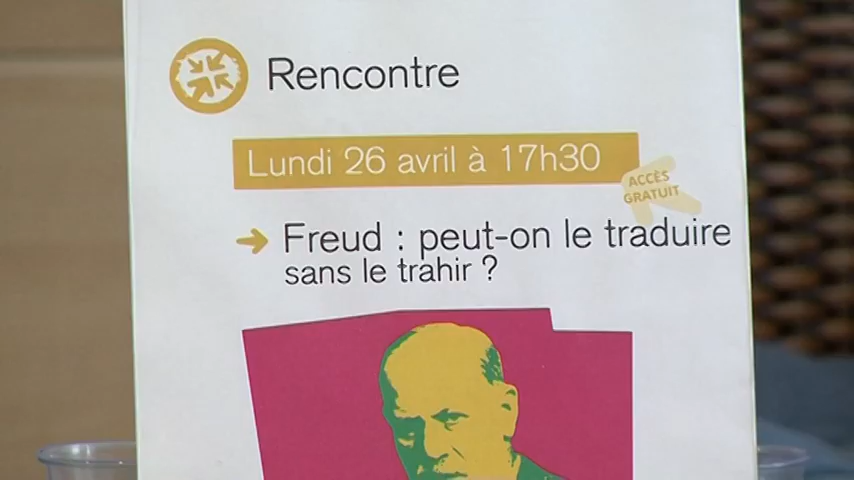 Rencontre
Lundi 26 avril à 17h30
ACCÈS
GRATUIT
Freud : peut-on le traduire
sans le trahir ?